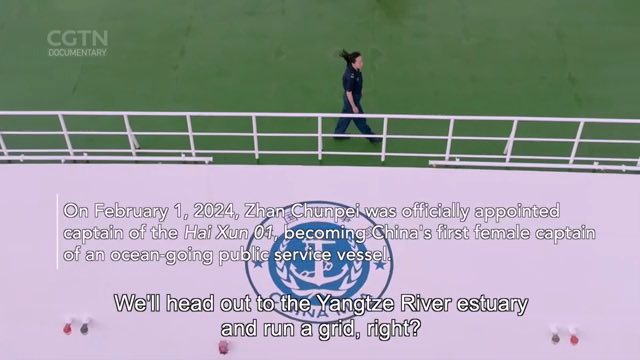 CGTN
DOCUMENTARY
On February 1, 2024, Zhan Chunpei was officially appointed
captain of the Hai Xun 01, becoming China's first female captain
of an ocean-going public service vessel.
We'll head out to the Yangtze River estuary
and run a grid, right?